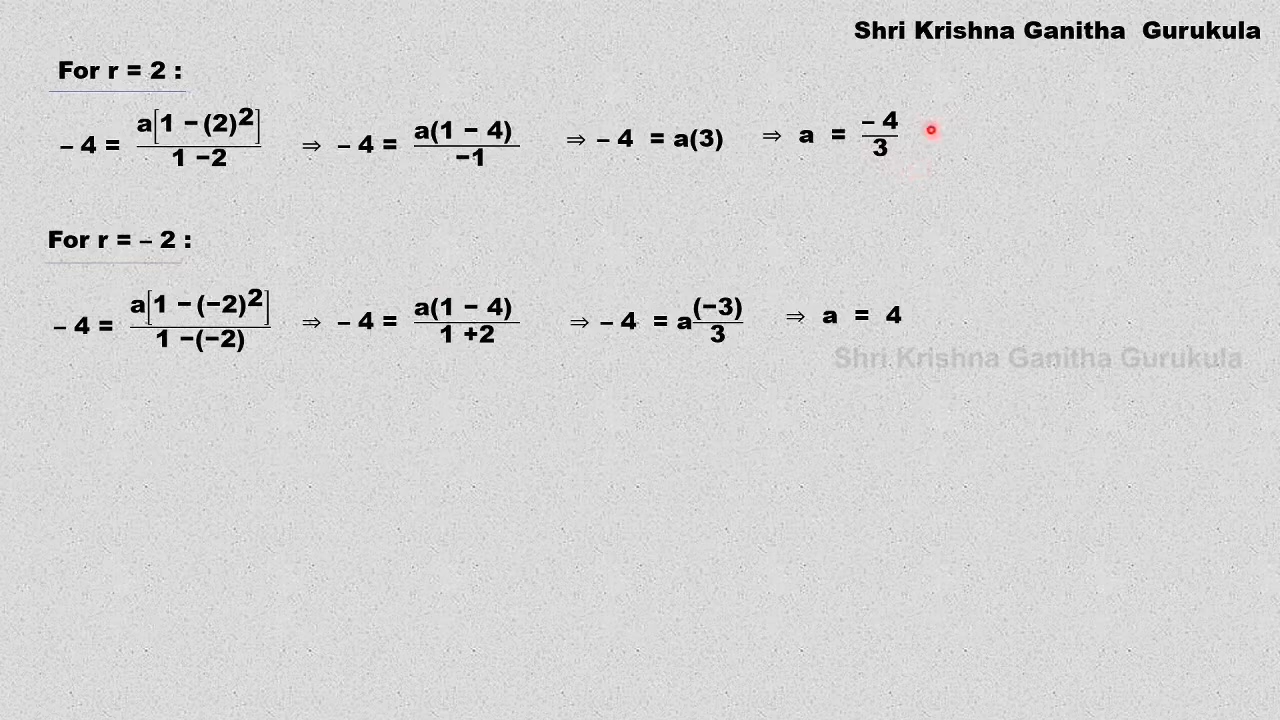 Shri Krishna Ganitha Gurukula
For r = 2 :
– 4 = a[1 − (2)²] / 1 −2 ⇒ – 4 = a(1 − 4) / −1 ⇒ – 4 = a(3) ⇒ a = − 4 / 3
For r = – 2 :
– 4 = a[1 − (−2)²] / 1 −(−2) ⇒ – 4 = a(1 − 4) / 1 +2 ⇒ – 4 = a (−3) / 3 ⇒ a = 4
Shri Krishna Ganitha Gurukula